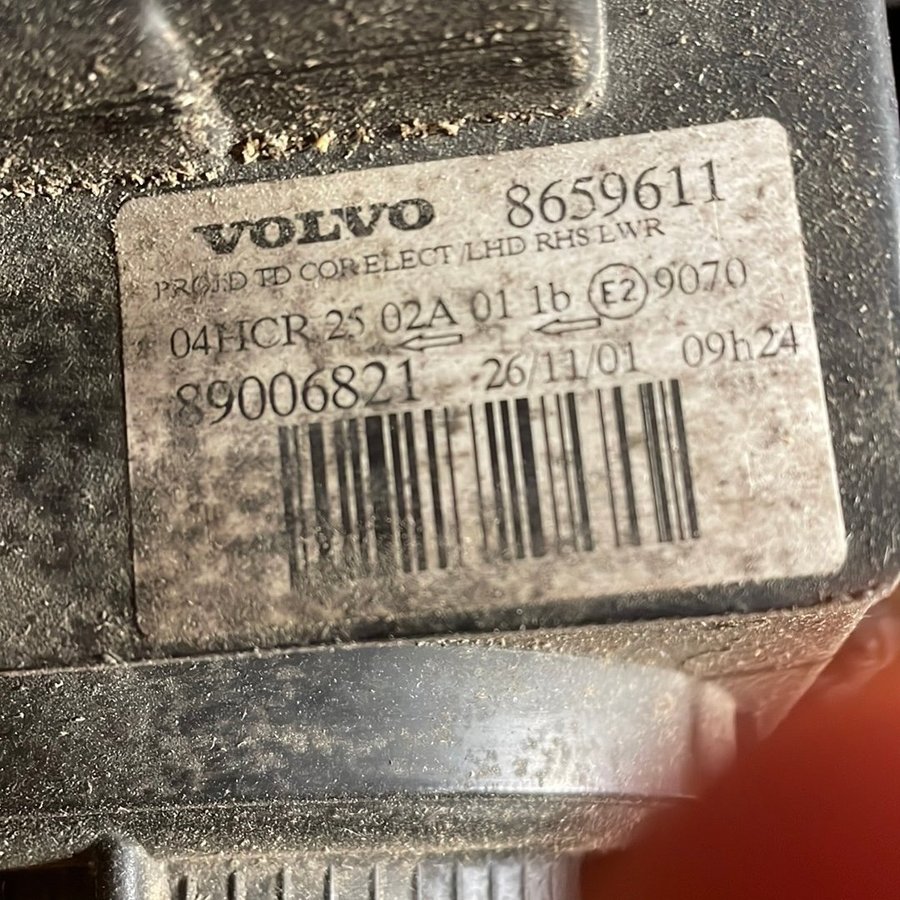 VOLVO 8659611
PROJ.D TD COR ELECT /LHD RHS LWR
04HCR 25 02A 01 1b E2 9070
89006821 26/11/01 09h24